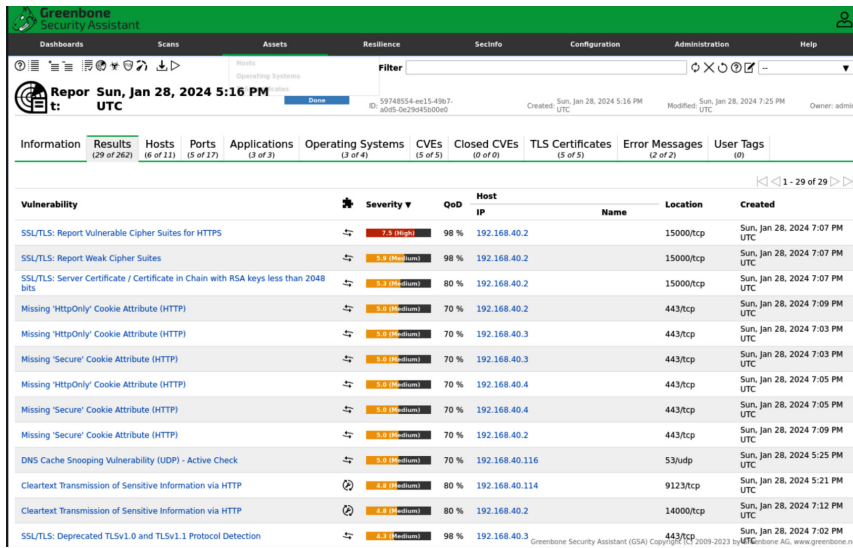 Greenbone
Security Assistant
Dashboards Scans Assets Resilience SecInfo Configuration Administration Help
Hosts
Operating Systems
Filter --
Report: Sun, Jan 28, 2024 5:16 PM UTC
Done
ID: 59748554-ee15-49b7-a0d5-0e29d45b00e0
Created: Sun, Jan 28, 2024 5:16 PM UTC
Modified: Sun, Jan 28, 2024 7:25 PM UTC
Owner: admin
Information Results Hosts Ports Applications Operating Systems CVEs Closed CVEs TLS Certificates Error Messages User Tags
(29 of 262) (6 of 11) (5 of 17) (3 of 3) (3 of 4) (5 of 5) (0 of 0) (5 of 5) (2 of 2) (0)
1 - 29 of 29
Vulnerability Severity ▼ QoD Host Location Created
IP Name
SSL/TLS: Report Vulnerable Cipher Suites for HTTPS 7.5 (High) 98 % 192.168.40.2 15000/tcp Sun, Jan 28, 2024 7:07 PM UTC
SSL/TLS: Report Weak Cipher Suites 5.9 (Medium) 98 % 192.168.40.2 15000/tcp Sun, Jan 28, 2024 7:07 PM UTC
SSL/TLS: Server Certificate / Certificate in Chain with RSA keys less than 2048 bits 5.3 (Medium) 80 % 192.168.40.2 15000/tcp Sun, Jan 28, 2024 7:07 PM UTC
Missing 'HttpOnly' Cookie Attribute (HTTP) 5.0 (Medium) 70 % 192.168.40.2 443/tcp Sun, Jan 28, 2024 7:09 PM UTC
Missing 'HttpOnly' Cookie Attribute (HTTP) 5.0 (Medium) 70 % 192.168.40.3 443/tcp Sun, Jan 28, 2024 7:03 PM UTC
Missing 'Secure' Cookie Attribute (HTTP) 5.0 (Medium) 70 % 192.168.40.3 443/tcp Sun, Jan 28, 2024 7:03 PM UTC
Missing 'HttpOnly' Cookie Attribute (HTTP) 5.0 (Medium) 70 % 192.168.40.4 443/tcp Sun, Jan 28, 2024 7:05 PM UTC
Missing 'Secure' Cookie Attribute (HTTP) 5.0 (Medium) 70 % 192.168.40.4 443/tcp Sun, Jan 28, 2024 7:05 PM UTC
Missing 'Secure' Cookie Attribute (HTTP) 5.0 (Medium) 70 % 192.168.40.2 443/tcp Sun, Jan 28, 2024 7:09 PM UTC
DNS Cache Snooping Vulnerability (UDP) - Active Check 5.0 (Medium) 70 % 192.168.40.116 53/udp Sun, Jan 28, 2024 5:25 PM UTC
Cleartext Transmission of Sensitive Information via HTTP 4.8 (Medium) 80 % 192.168.40.114 9123/tcp Sun, Jan 28, 2024 5:21 PM UTC
Cleartext Transmission of Sensitive Information via HTTP 4.8 (Medium) 80 % 192.168.40.2 14000/tcp Sun, Jan 28, 2024 7:12 PM UTC
SSL/TLS: Deprecated TLSv1.0 and TLSv1.1 Protocol Detection 4.3 (Medium) 98 % 192.168.40.3 443/tcp Sun, Jan 28, 2024 7:02 PM UTC
Greenbone Security Assistant (GSA) Copyright (C) 2009-2023 by Greenbone AG, www.greenbone.n